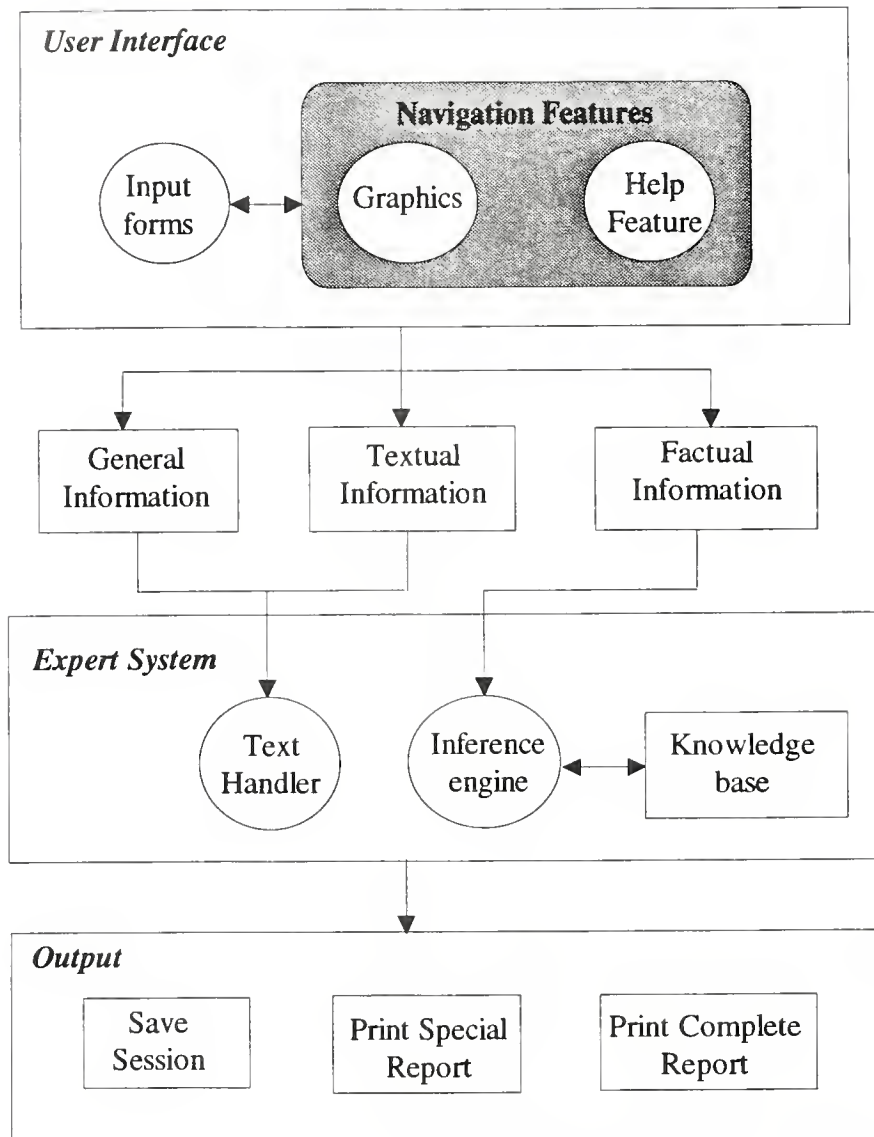 User Interface
Navigation Features
Input
forms
Graphics
Help
Feature
General
Information
Textual
Information
Factual
Information
Expert System
Text
Handler
Inference
engine
Knowledge
base
Output
Save
Session
Print Special
Report
Print Complete
Report